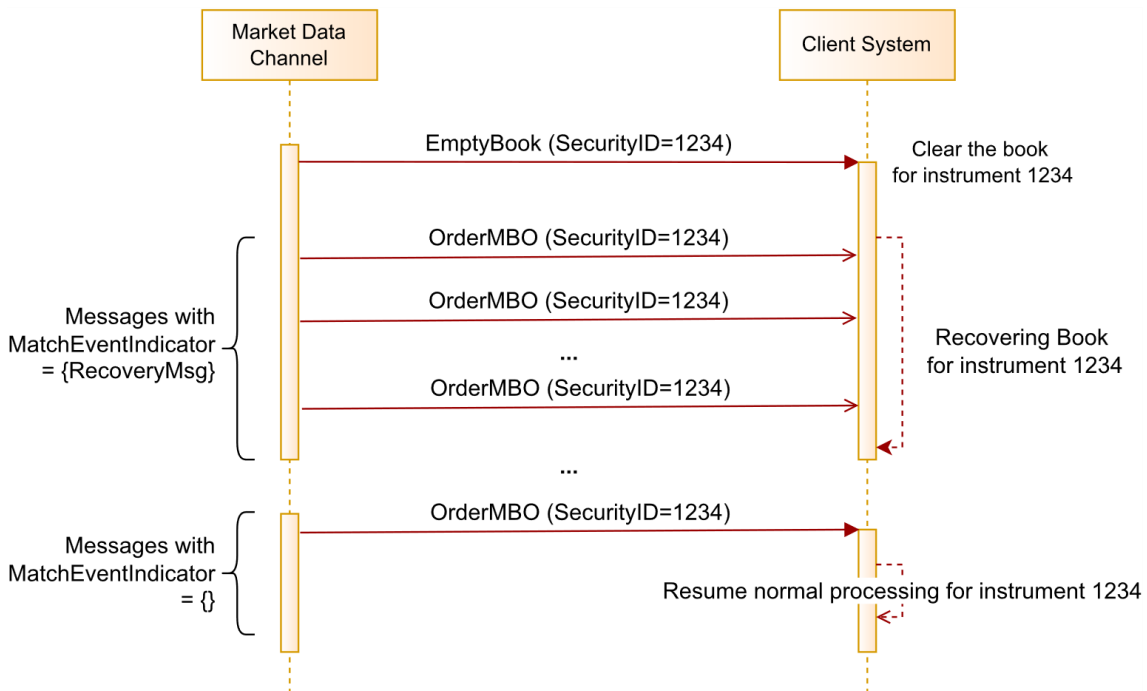 Market Data
Channel
Client System
EmptyBook (SecurityID=1234)
Clear the book
for instrument 1234
OrderMBO (SecurityID=1234)
OrderMBO (SecurityID=1234)
...
OrderMBO (SecurityID=1234)
Messages with
MatchEventIndicator
= {RecoveryMsg}
Recovering Book
for instrument 1234
...
OrderMBO (SecurityID=1234)
Messages with
MatchEventIndicator
= {}
Resume normal processing for instrument 1234